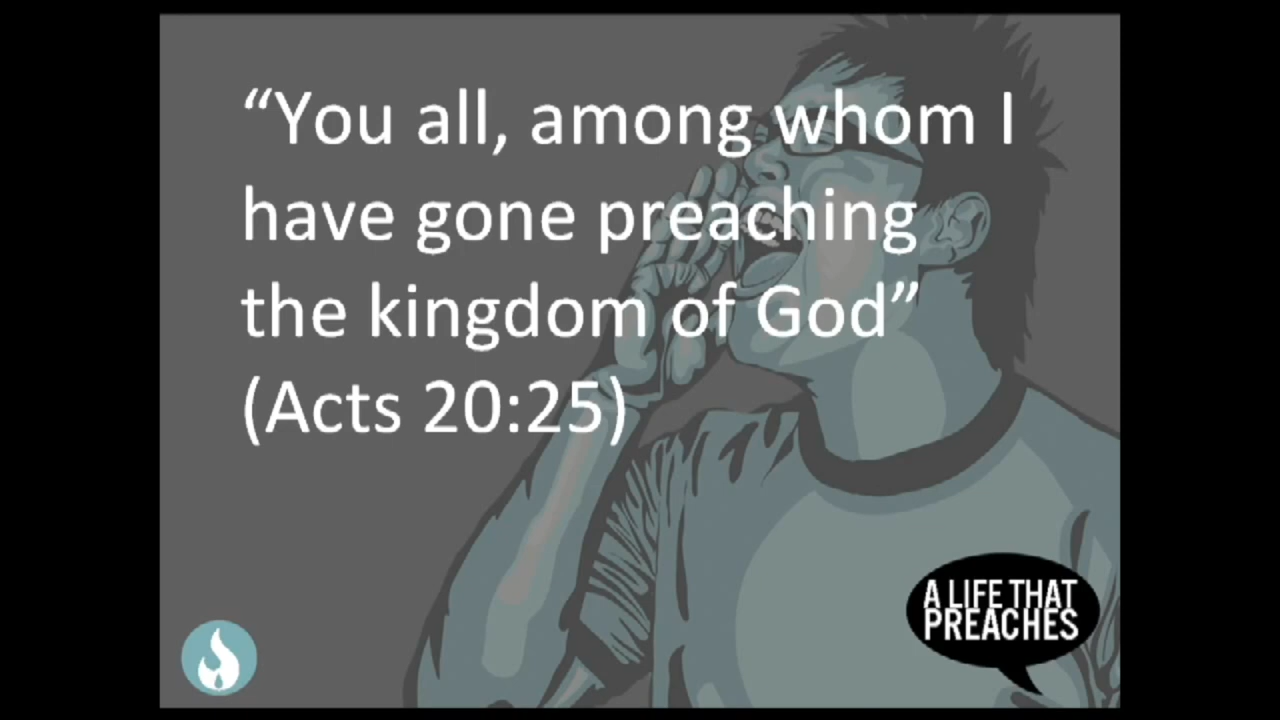 “You all, among whom I
have gone preaching
the kingdom of God”
(Acts 20:25)
A LIFE THAT
PREACHES